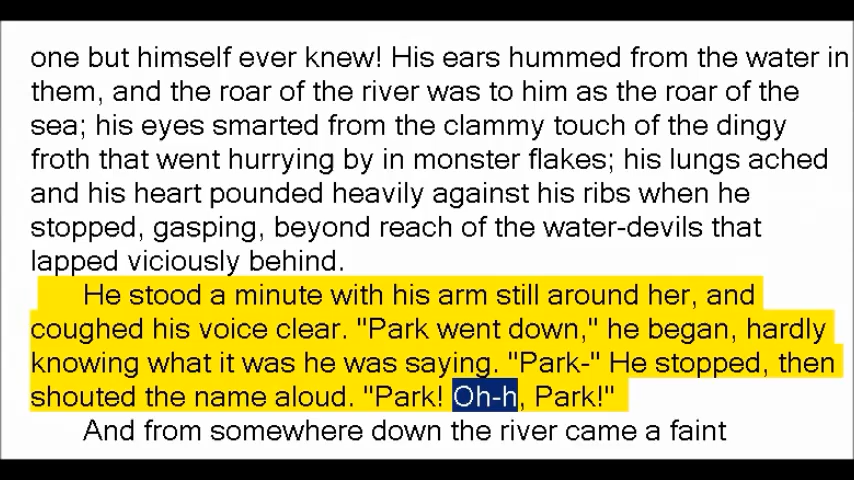 one but himself ever knew! His ears hummed from the water in
them, and the roar of the river was to him as the roar of the
sea; his eyes smarted from the clammy touch of the dingy
froth that went hurrying by in monster flakes; his lungs ached
and his heart pounded heavily against his ribs when he
stopped, gasping, beyond reach of the water-devils that
lapped viciously behind.
He stood a minute with his arm still around her, and
coughed his voice clear. "Park went down," he began, hardly
knowing what it was he was saying. "Park-" He stopped, then
shouted the name aloud. "Park! Oh-h, Park!"
And from somewhere down the river came a faint